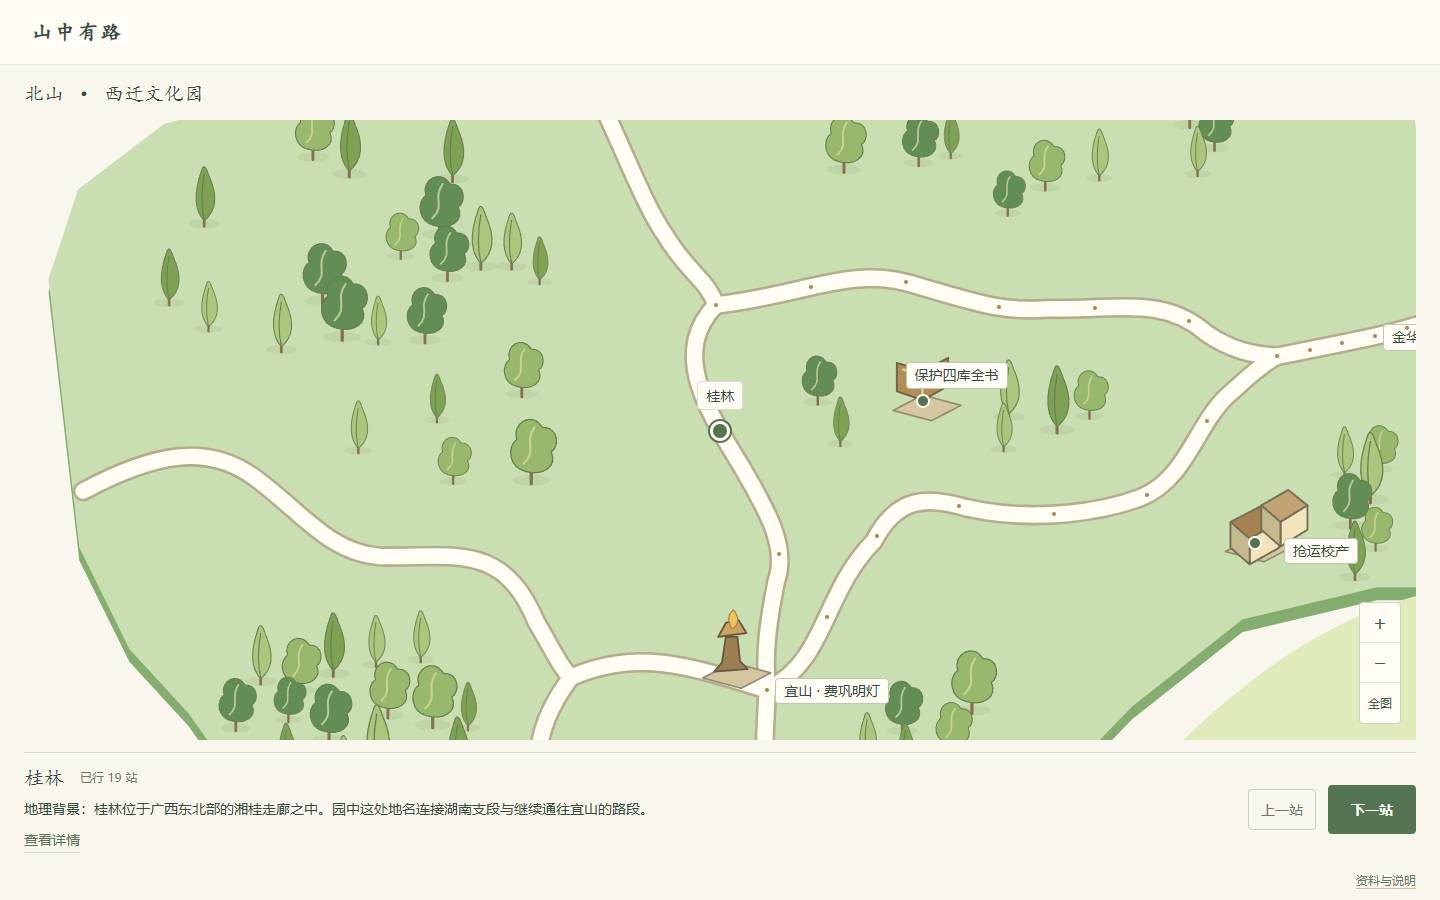 山中有路
北山 • 西迁文化园
金华
保护四库全书
桂林
抢运校产
+
−
宜山 · 费巩明灯
全图
桂林 已行 19 站
地理背景：桂林位于广西东北部的湘桂走廊之中。园中这处地名连接湖南支段与继续通往宜山的路段。
上一站 下一站
查看详情
资料与说明